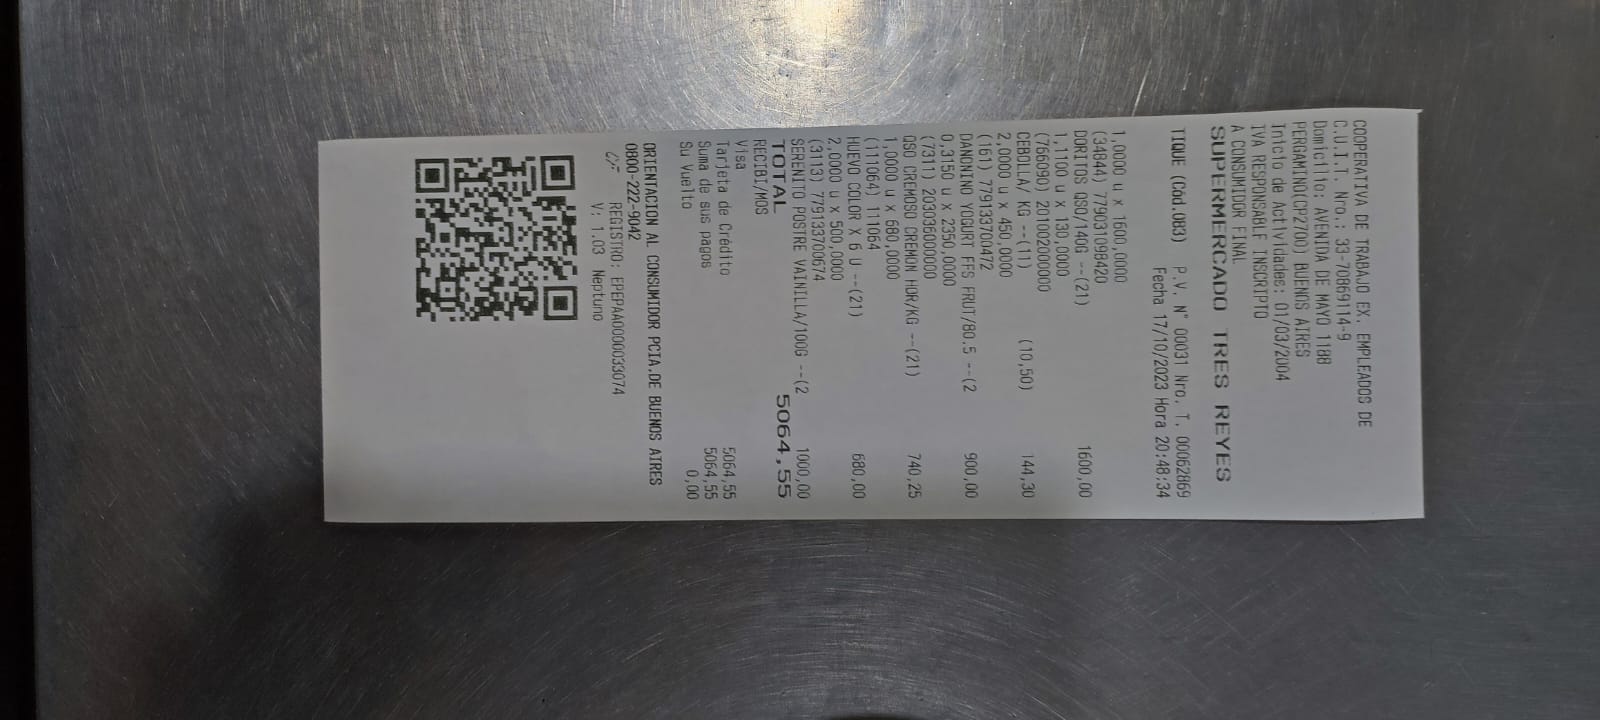 COOPERATIVA DE TRABAJO EX. EMPLEADOS DE
C.U.I.T. Nro.: 33-70869114-9
Domicilio: AVENIDA DE MAYO 1188
PERGAMINO(CP2700) BUENOS AIRES
Inicio de Actividades: 01/03/2004
IVA RESPONSABLE INSCRIPTO
A CONSUMIDOR FINAL
SUPERMERCADO TRES REYES
TIQUE (Cod.083) P.V. N° 00031 Nro. T. 00062869
Fecha 17/10/2023 Hora 20:48:34
1,0000 u x 1600,0000
(34844) 7790310984420
DORITOS QSO/140G --(21) 1600,00
1,1100 u x 130,0000
(766090) 2010020000000
CEBOLLA/ KG --(11) (10,50) 144,30
2,0000 u x 450,0000
(161) 7791337004472
DANONINO YOGURT FFS FRUT/80.5 --(2 900,00
0,3150 u x 2350,0000
(7311) 2030360000000
QSO CREMOSO CREMON HOR/KG --(21) 740,25
1,0000 u x 680,0000
(111064) 111064
HUEVO COLOR X 6 U --(21) 680,00
2,0000 u x 500,0000
(3113) 7791337000674
SERENITO POSTRE VAINILLA/100G --(2 1000,00
TOTAL 5064,55
RECIBI/MOS
Visa
Tarjeta de Crédito 5064,55
Suma de sus pagos 5064,55
Su Vuelto 0,00
ORIENTACION AL CONSUMIDOR PCIA.DE BUENOS AIRES
0800-222-9042
CF REGISTRO: EPEPAA0000033074
V: 1.03 Neptuno